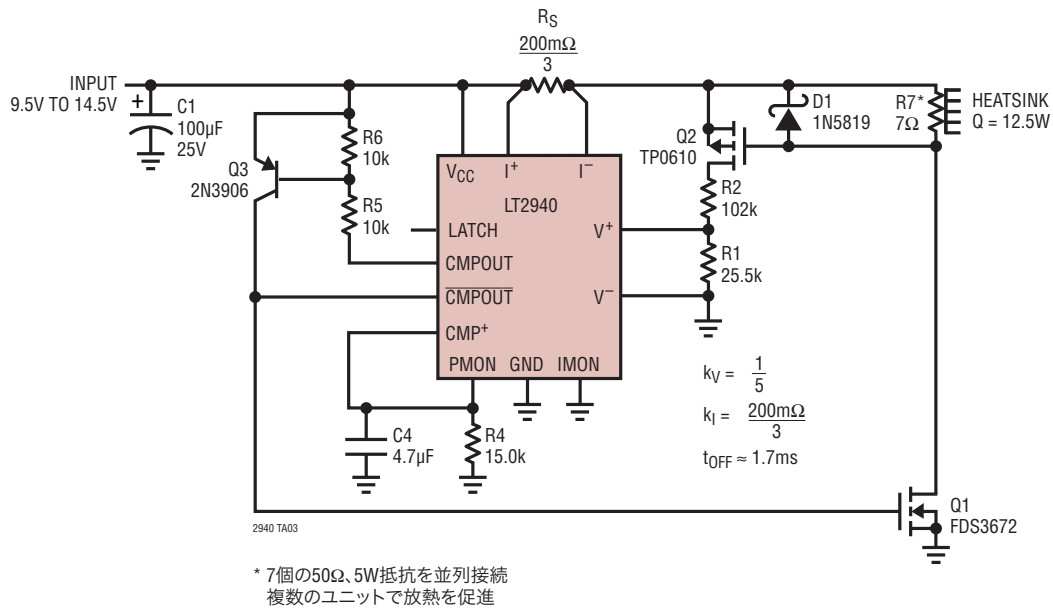 RS
200mΩ
3
INPUT
9.5V TO 14.5V
+
C1
100µF
25V
Q3
2N3906
R6
10k
R5
10k
VCC
I+
I−
LT2940
LATCH
CMPOUT
CMPOUT
CMP+
PMON
GND
IMON
V+
V−
Q2
TP0610
D1
1N5819
R7*
7Ω
HEATSINK
Q = 12.5W
R2
102k
R1
25.5k
kV = 1
5
kI = 200mΩ
3
tOFF ≈ 1.7ms
C4
4.7µF
R4
15.0k
Q1
FDS3672
2940 TA03
* 7個の50Ω、5W抵抗を並列接続
複数のユニットで放熱を促進